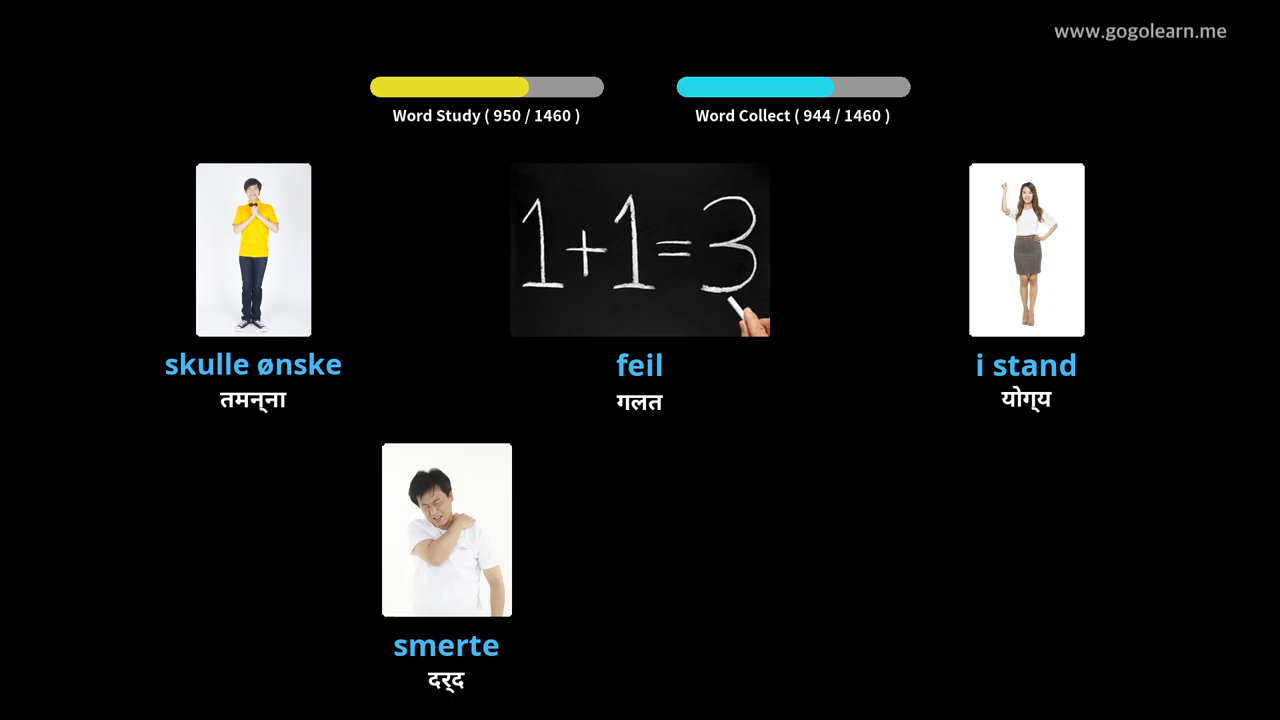 www.gogolearn.me
Word Study ( 950 / 1460 )
Word Collect ( 944 / 1460 )
1+1=3
skulle ønske
तमन्ना
feil
गलत
i stand
योग्य
smerte
दर्द